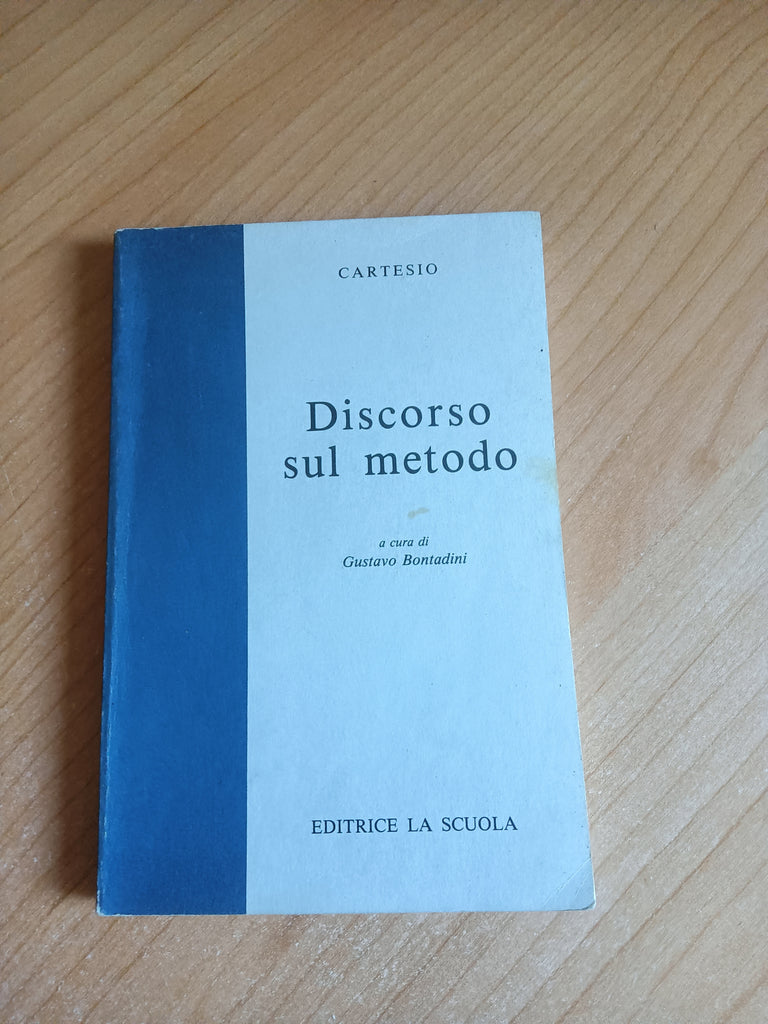 CARTESIO
Discorso
sul metodo
a cura di
Gustavo Bontadini
EDITRICE LA SCUOLA